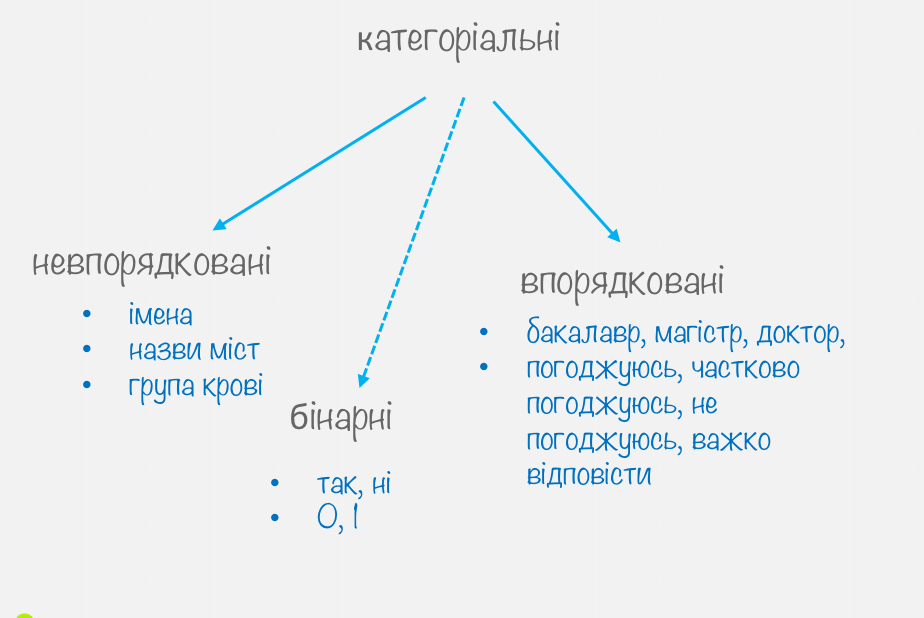 категоріальні
невпорядковані
• імена
• назви міст
• група крові
бінарні
• так, ні
• 0, 1
впорядковані
• бакалавр, магістр, доктор,
• погоджуюсь, частково
погоджуюсь, не
погоджуюсь, важко
відповісти